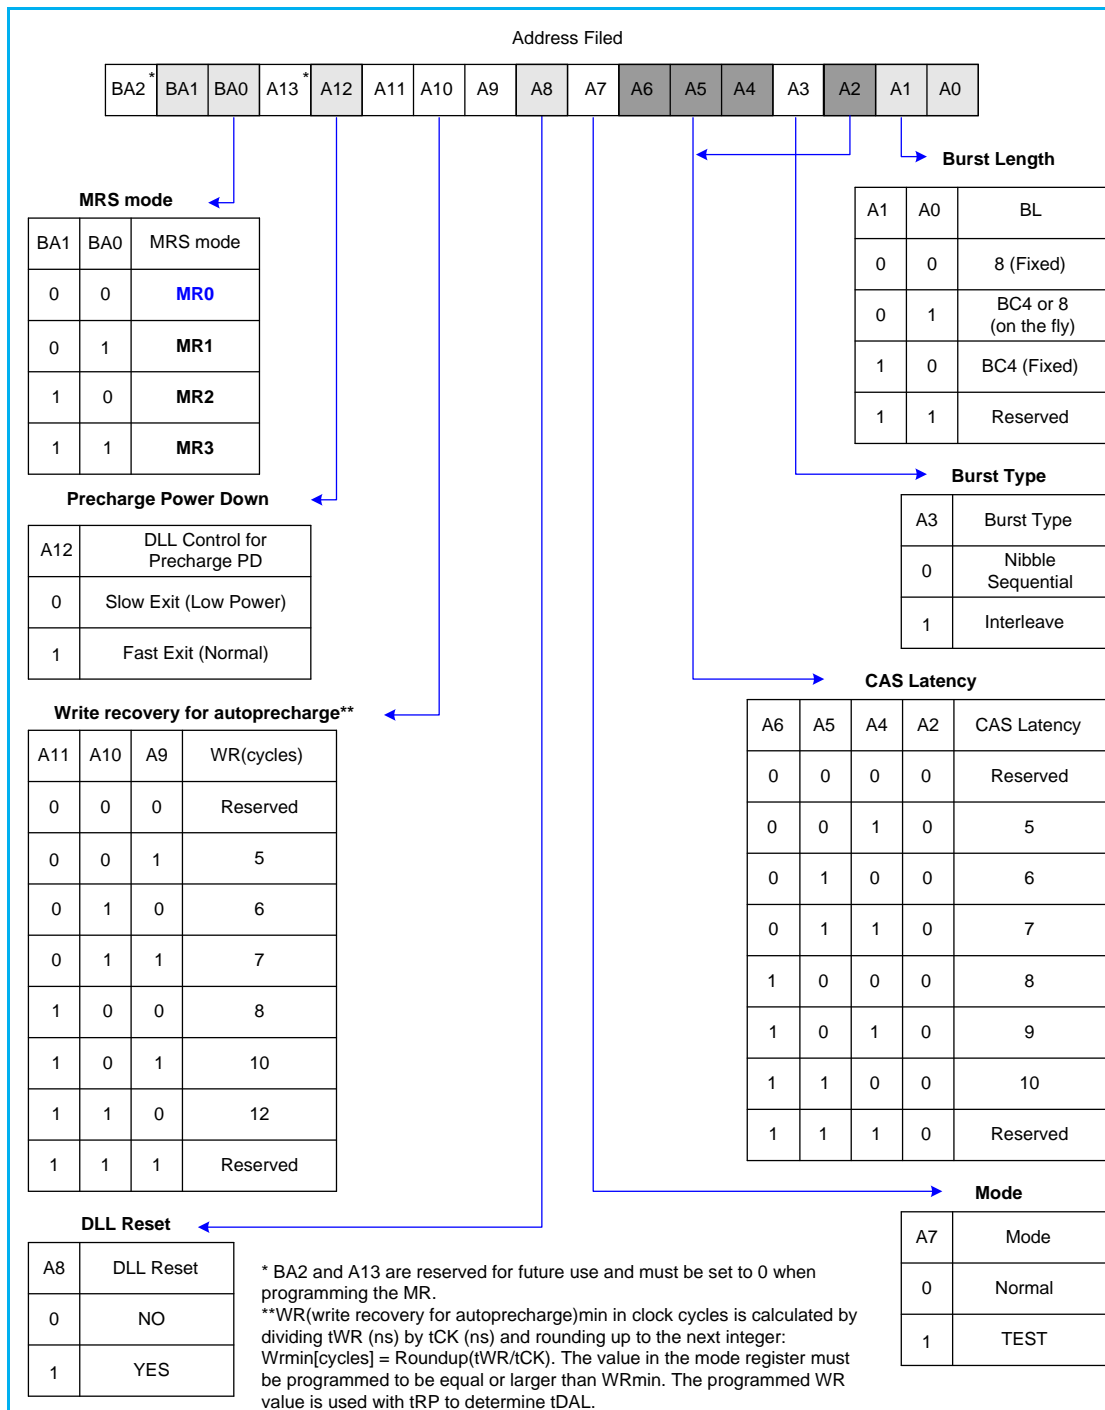 Address Filed
BA2* BA1 BA0 A13* A12 A11 A10 A9 A8 A7 A6 A5 A4 A3 A2 A1 A0
MRS mode
BA1 BA0 MRS mode
0 0 MR0
0 1 MR1
1 0 MR2
1 1 MR3
Burst Length
A1 A0 BL
0 0 8 (Fixed)
0 1 BC4 or 8
(on the fly)
1 0 BC4 (Fixed)
1 1 Reserved
Precharge Power Down
A12 DLL Control for
Precharge PD
0 Slow Exit (Low Power)
1 Fast Exit (Normal)
Burst Type
A3 Burst Type
0 Nibble
Sequential
1 Interleave
Write recovery for autoprecharge**
A11 A10 A9 WR(cycles)
0 0 0 Reserved
0 0 1 5
0 1 0 6
0 1 1 7
1 0 0 8
1 0 1 10
1 1 0 12
1 1 1 Reserved
CAS Latency
A6 A5 A4 A2 CAS Latency
0 0 0 0 Reserved
0 0 1 0 5
0 1 0 0 6
0 1 1 0 7
1 0 0 0 8
1 0 1 0 9
1 1 0 0 10
1 1 1 0 Reserved
DLL Reset
A8 DLL Reset
0 NO
1 YES
Mode
A7 Mode
0 Normal
1 TEST
* BA2 and A13 are reserved for future use and must be set to 0 when
programming the MR.
**WR(write recovery for autoprecharge)min in clock cycles is calculated by
dividing tWR (ns) by tCK (ns) and rounding up to the next integer:
Wrmin[cycles] = Roundup(tWR/tCK). The value in the mode register must
be programmed to be equal or larger than WRmin. The programmed WR
value is used with tRP to determine tDAL.